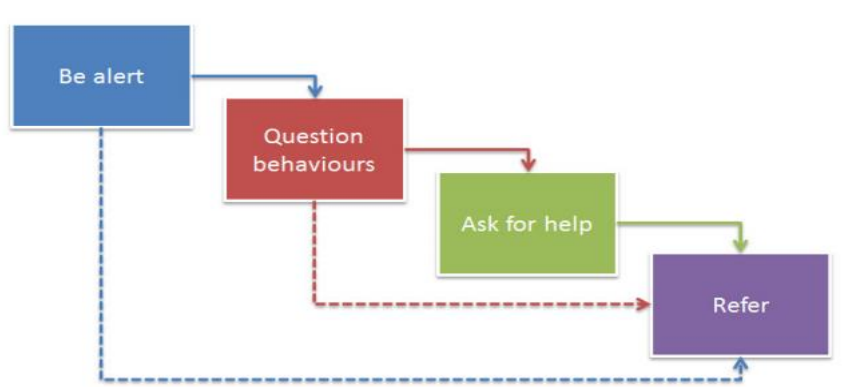 Be alert
Question
behaviours
Ask for help
Refer